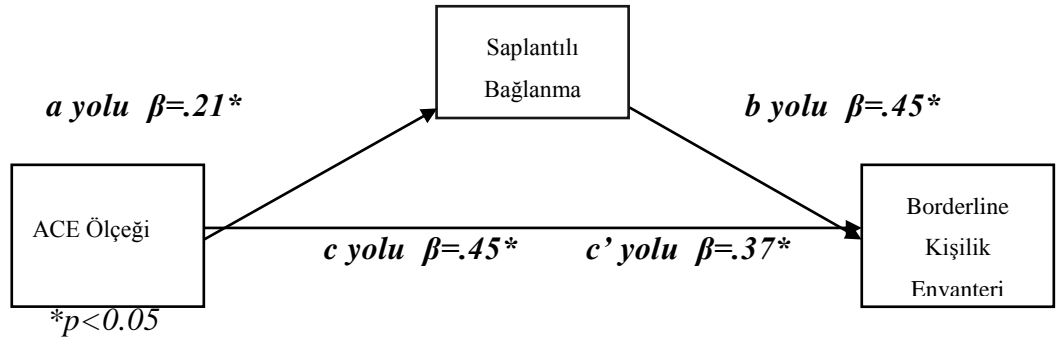 Saplantılı
Bağlanma
a yolu β=.21*
b yolu β=.45*
ACE Ölçeği
Borderline
Kişilik
Envanteri
c yolu β=.45*
c’ yolu β=.37*
*p<0.05